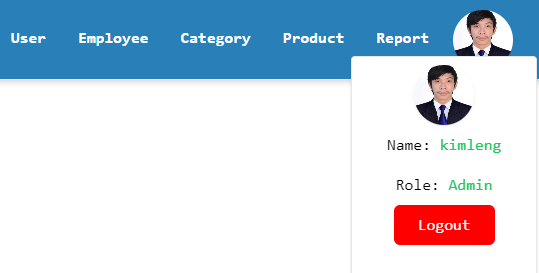 User Employee Category Product Report
Name: kimleng
Role: Admin
Logout